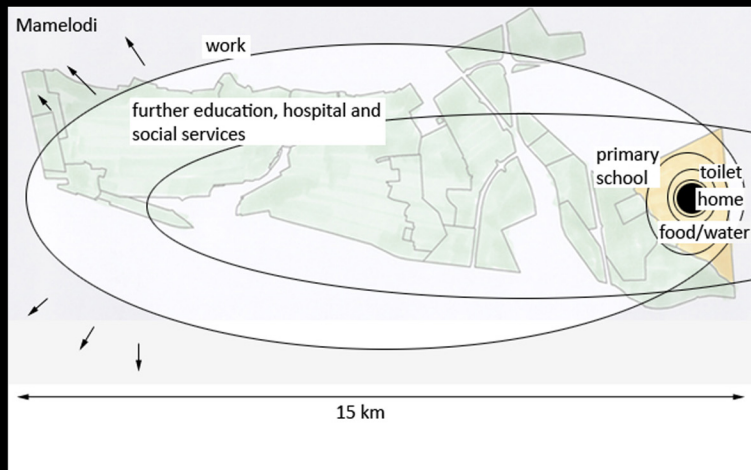 Mamelodi
work
further education, hospital and
social services
primary
school
toilet
home
food/water
15 km